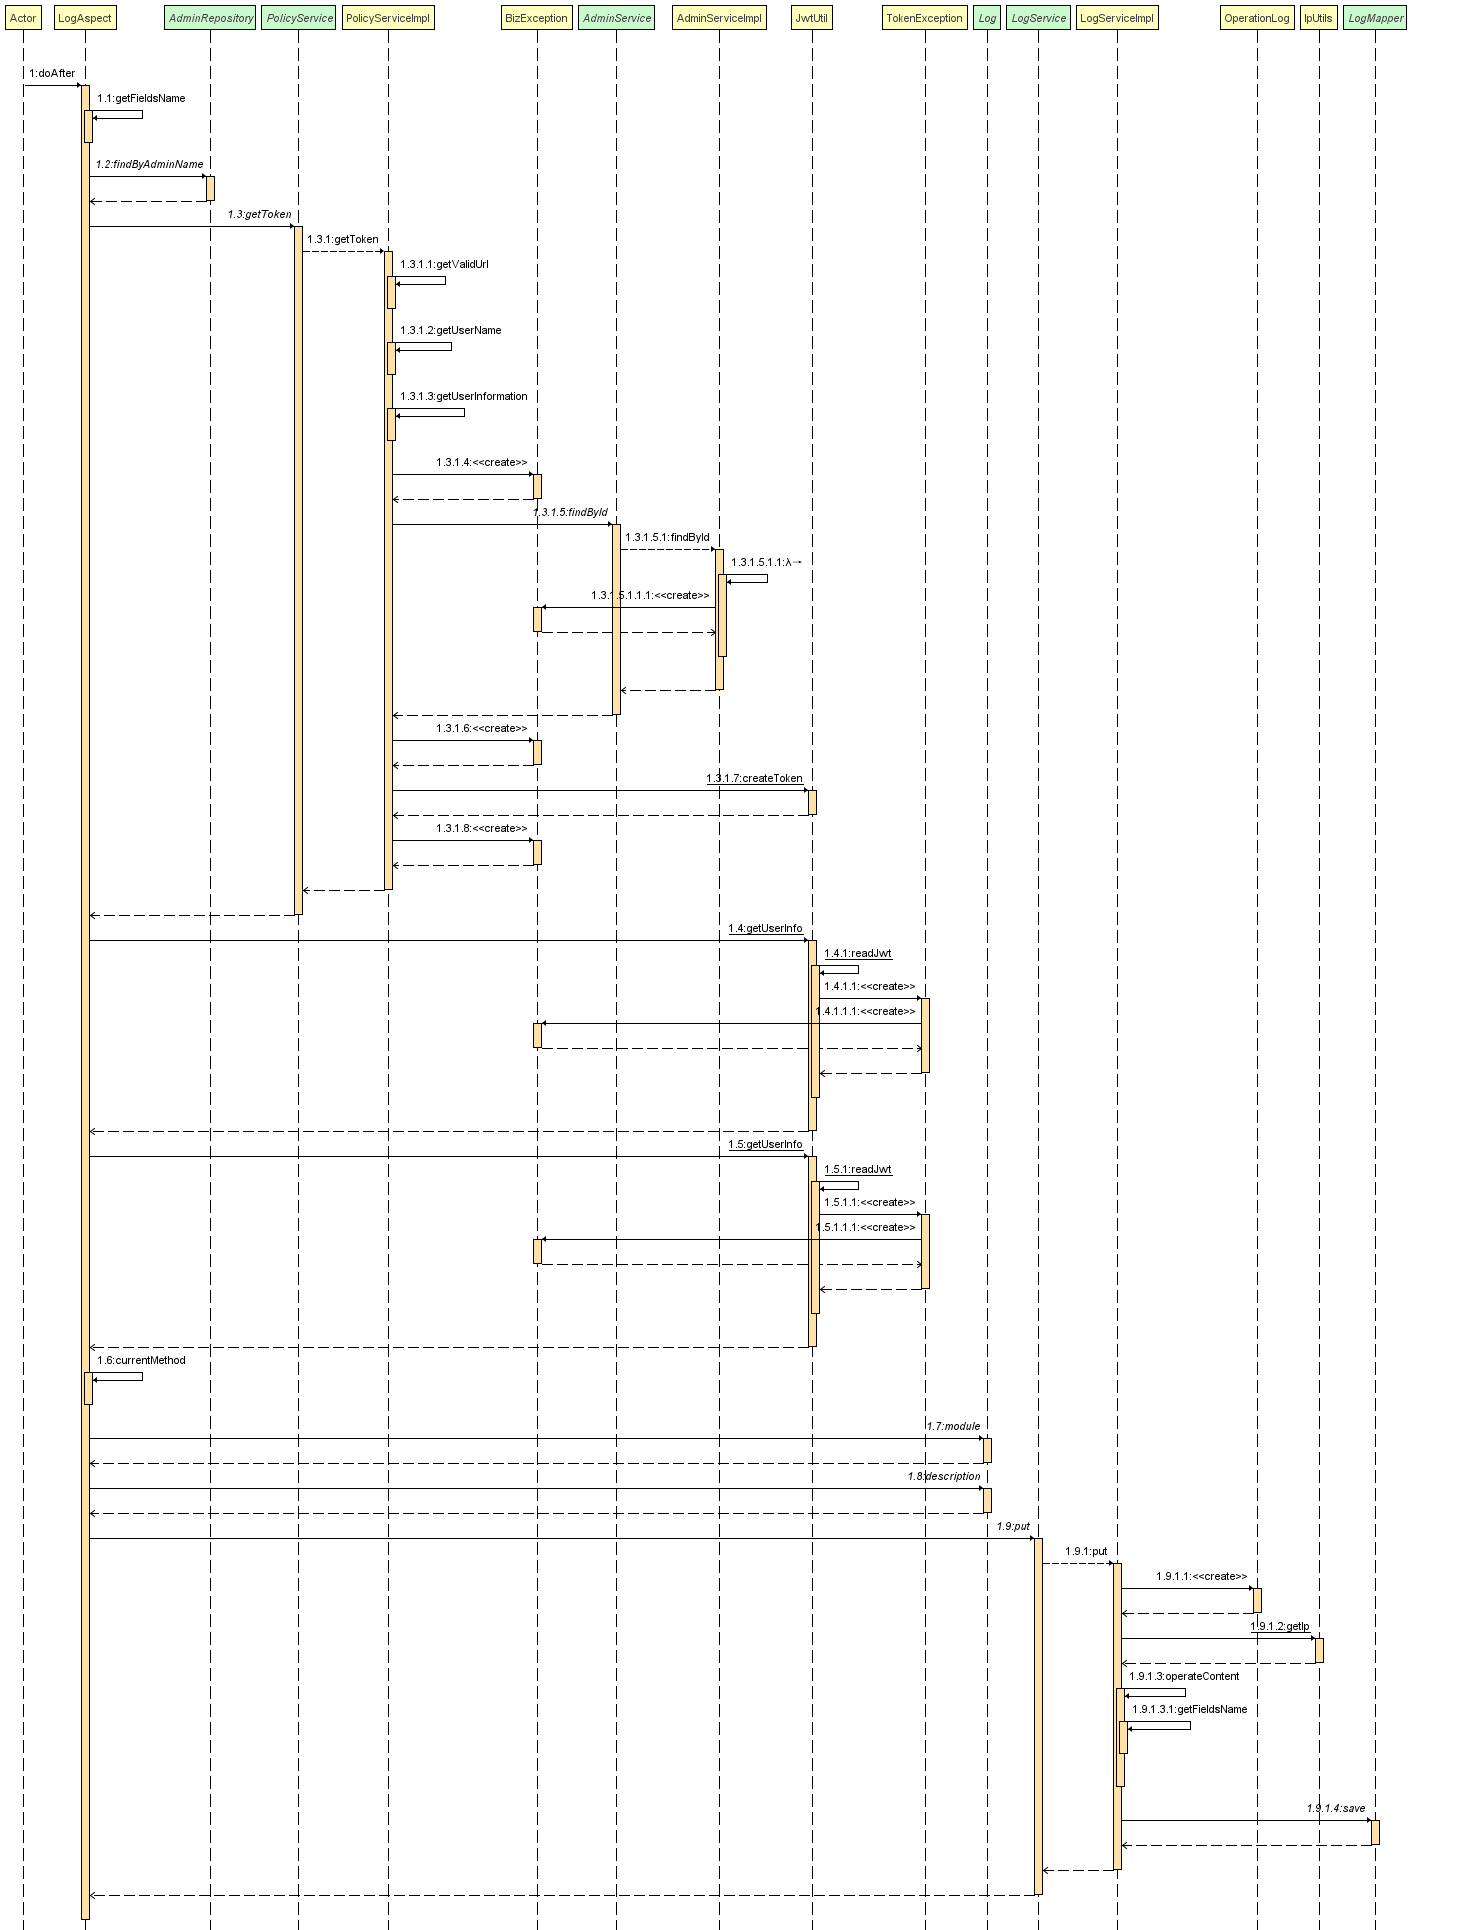 Actor
LogAspect
AdminRepository
PolicyService
PolicyServiceImpl
BizException
AdminService
AdminServiceImpl
JwtUtil
TokenException
Log
LogService
LogServiceImpl
OperationLog
IpUtils
LogMapper
1:doAfter
1.1:getFieldsName
1.2:findByAdminName
1.3:getToken
1.3.1:getToken
1.3.1.1:getValidUrl
1.3.1.2:getUserName
1.3.1.3:getUserInformation
1.3.1.4:<<create>>
1.3.1.5:findById
1.3.1.5.1:findById
1.3.1.5.1.1:λ→
1.3.1.5.1.1.1:<<create>>
1.3.1.6:<<create>>
1.3.1.7:createToken
1.3.1.8:<<create>>
1.4:getUserInfo
1.4.1:readJwt
1.4.1.1:<<create>>
1.4.1.1.1:<<create>>
1.5:getUserInfo
1.5.1:readJwt
1.5.1.1:<<create>>
1.5.1.1.1:<<create>>
1.6:currentMethod
1.7:module
1.8:description
1.9:put
1.9.1:put
1.9.1.1:<<create>>
1.9.1.2:getIp
1.9.1.3:operateContent
1.9.1.3.1:getFieldsName
1.9.1.4:save